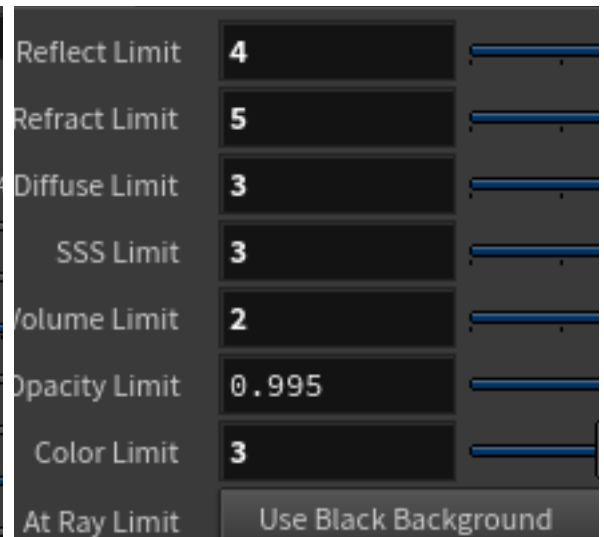 Reflect Limit 4
Refract Limit 5
Diffuse Limit 3
SSS Limit 3
Volume Limit 2
Opacity Limit 0.995
Color Limit 3
At Ray Limit Use Black Background